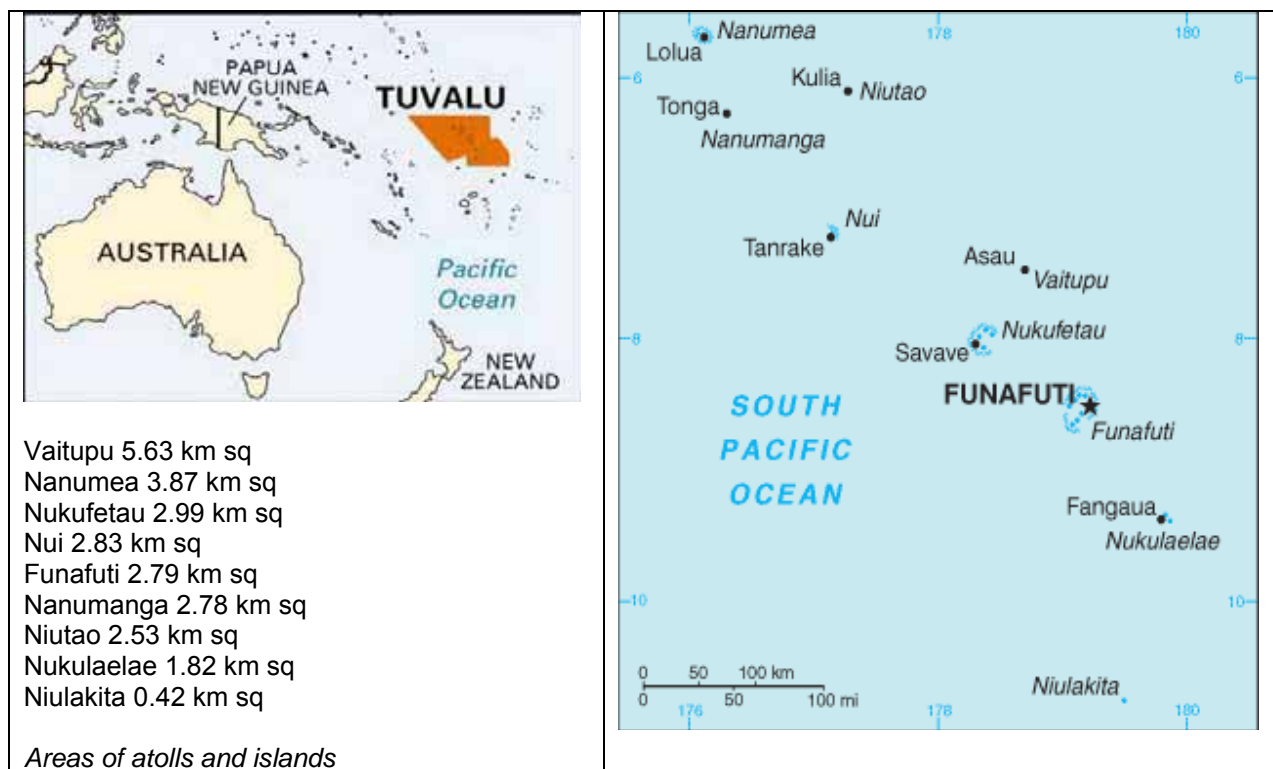 PAPUA
NEW GUINEA
TUVALU
AUSTRALIA
Pacific
Ocean
NEW
ZEALAND
Vaitupu 5.63 km sq
Nanumea 3.87 km sq
Nukufetau 2.99 km sq
Nui 2.83 km sq
Funafuti 2.79 km sq
Nanumanga 2.78 km sq
Niutao 2.53 km sq
Nukulaelae 1.82 km sq
Niulakita 0.42 km sq
Areas of atolls and islands
178
180
Nanumea
Lolua
6
6
Kulia
Niutao
Tonga
Nanumanga
Nui
Tanrake
Asau
Vaitupu
Nukufetau
8
8
Savave
FUNAFUTI
Funafuti
SOUTH
PACIFIC
OCEAN
Fangaua
Nukulaelae
10
10
0 50 100 km
0 50 100 mi
Niulakita
176
178
180